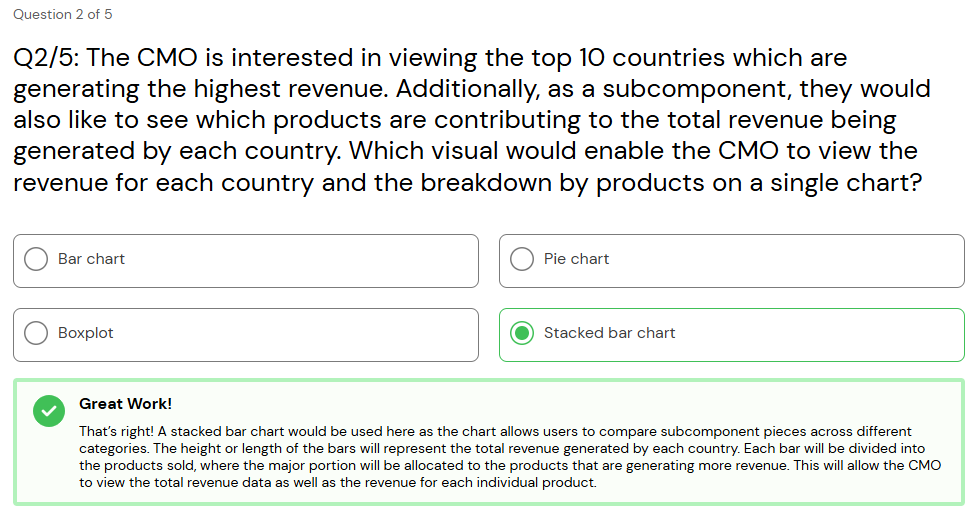 Question 2 of 5
Q2/5: The CMO is interested in viewing the top 10 countries which are
generating the highest revenue. Additionally, as a subcomponent, they would
also like to see which products are contributing to the total revenue being
generated by each country. Which visual would enable the CMO to view the
revenue for each country and the breakdown by products on a single chart?
Bar chart
Pie chart
Boxplot
Stacked bar chart
Great Work!
That's right! A stacked bar chart would be used here as the chart allows users to compare subcomponent pieces across different
categories. The height or length of the bars will represent the total revenue generated by each country. Each bar will be divided into
the products sold, where the major portion will be allocated to the products that are generating more revenue. This will allow the CMO
to view the total revenue data as well as the revenue for each individual product.